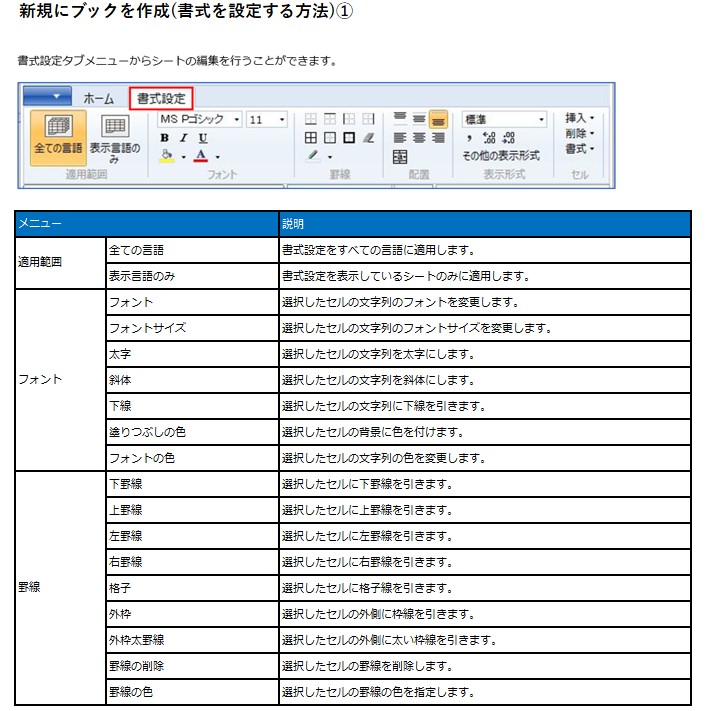 新規にブックを作成(書式を設定する方法)①
書式設定タブメニューからシートの編集を行うことができます。
ホーム 書式設定
全ての言語 表示言語のみ
適用範囲
MS Pゴシック 11
B I U
A
フォント
罫線
配置
標準
, .00 .00
その他の表示形式
表示形式
挿入
削除
書式
セル
メニュー 説明
適用範囲
全ての言語 書式設定をすべての言語に適用します。
表示言語のみ 書式設定を表示しているシートのみに適用します。
フォント
フォント 選択したセルの文字列のフォントを変更します。
フォントサイズ 選択したセルの文字列のフォントサイズを変更します。
太字 選択したセルの文字列を太字にします。
斜体 選択したセルの文字列を斜体にします。
下線 選択したセルの文字列に下線を引きます。
塗りつぶしの色 選択したセルの背景に色を付けます。
フォントの色 選択したセルの文字列の色を変更します。
罫線
下罫線 選択したセルに下罫線を引きます。
上罫線 選択したセルに上罫線を引きます。
左罫線 選択したセルに左罫線を引きます。
右罫線 選択したセルに右罫線を引きます。
格子 選択したセルに格子線を引きます。
外枠 選択したセルの外側に枠線を引きます。
外枠太罫線 選択したセルの外側に太い枠線を引きます。
罫線の削除 選択したセルの罫線を削除します。
罫線の色 選択したセルの罫線の色を指定します。